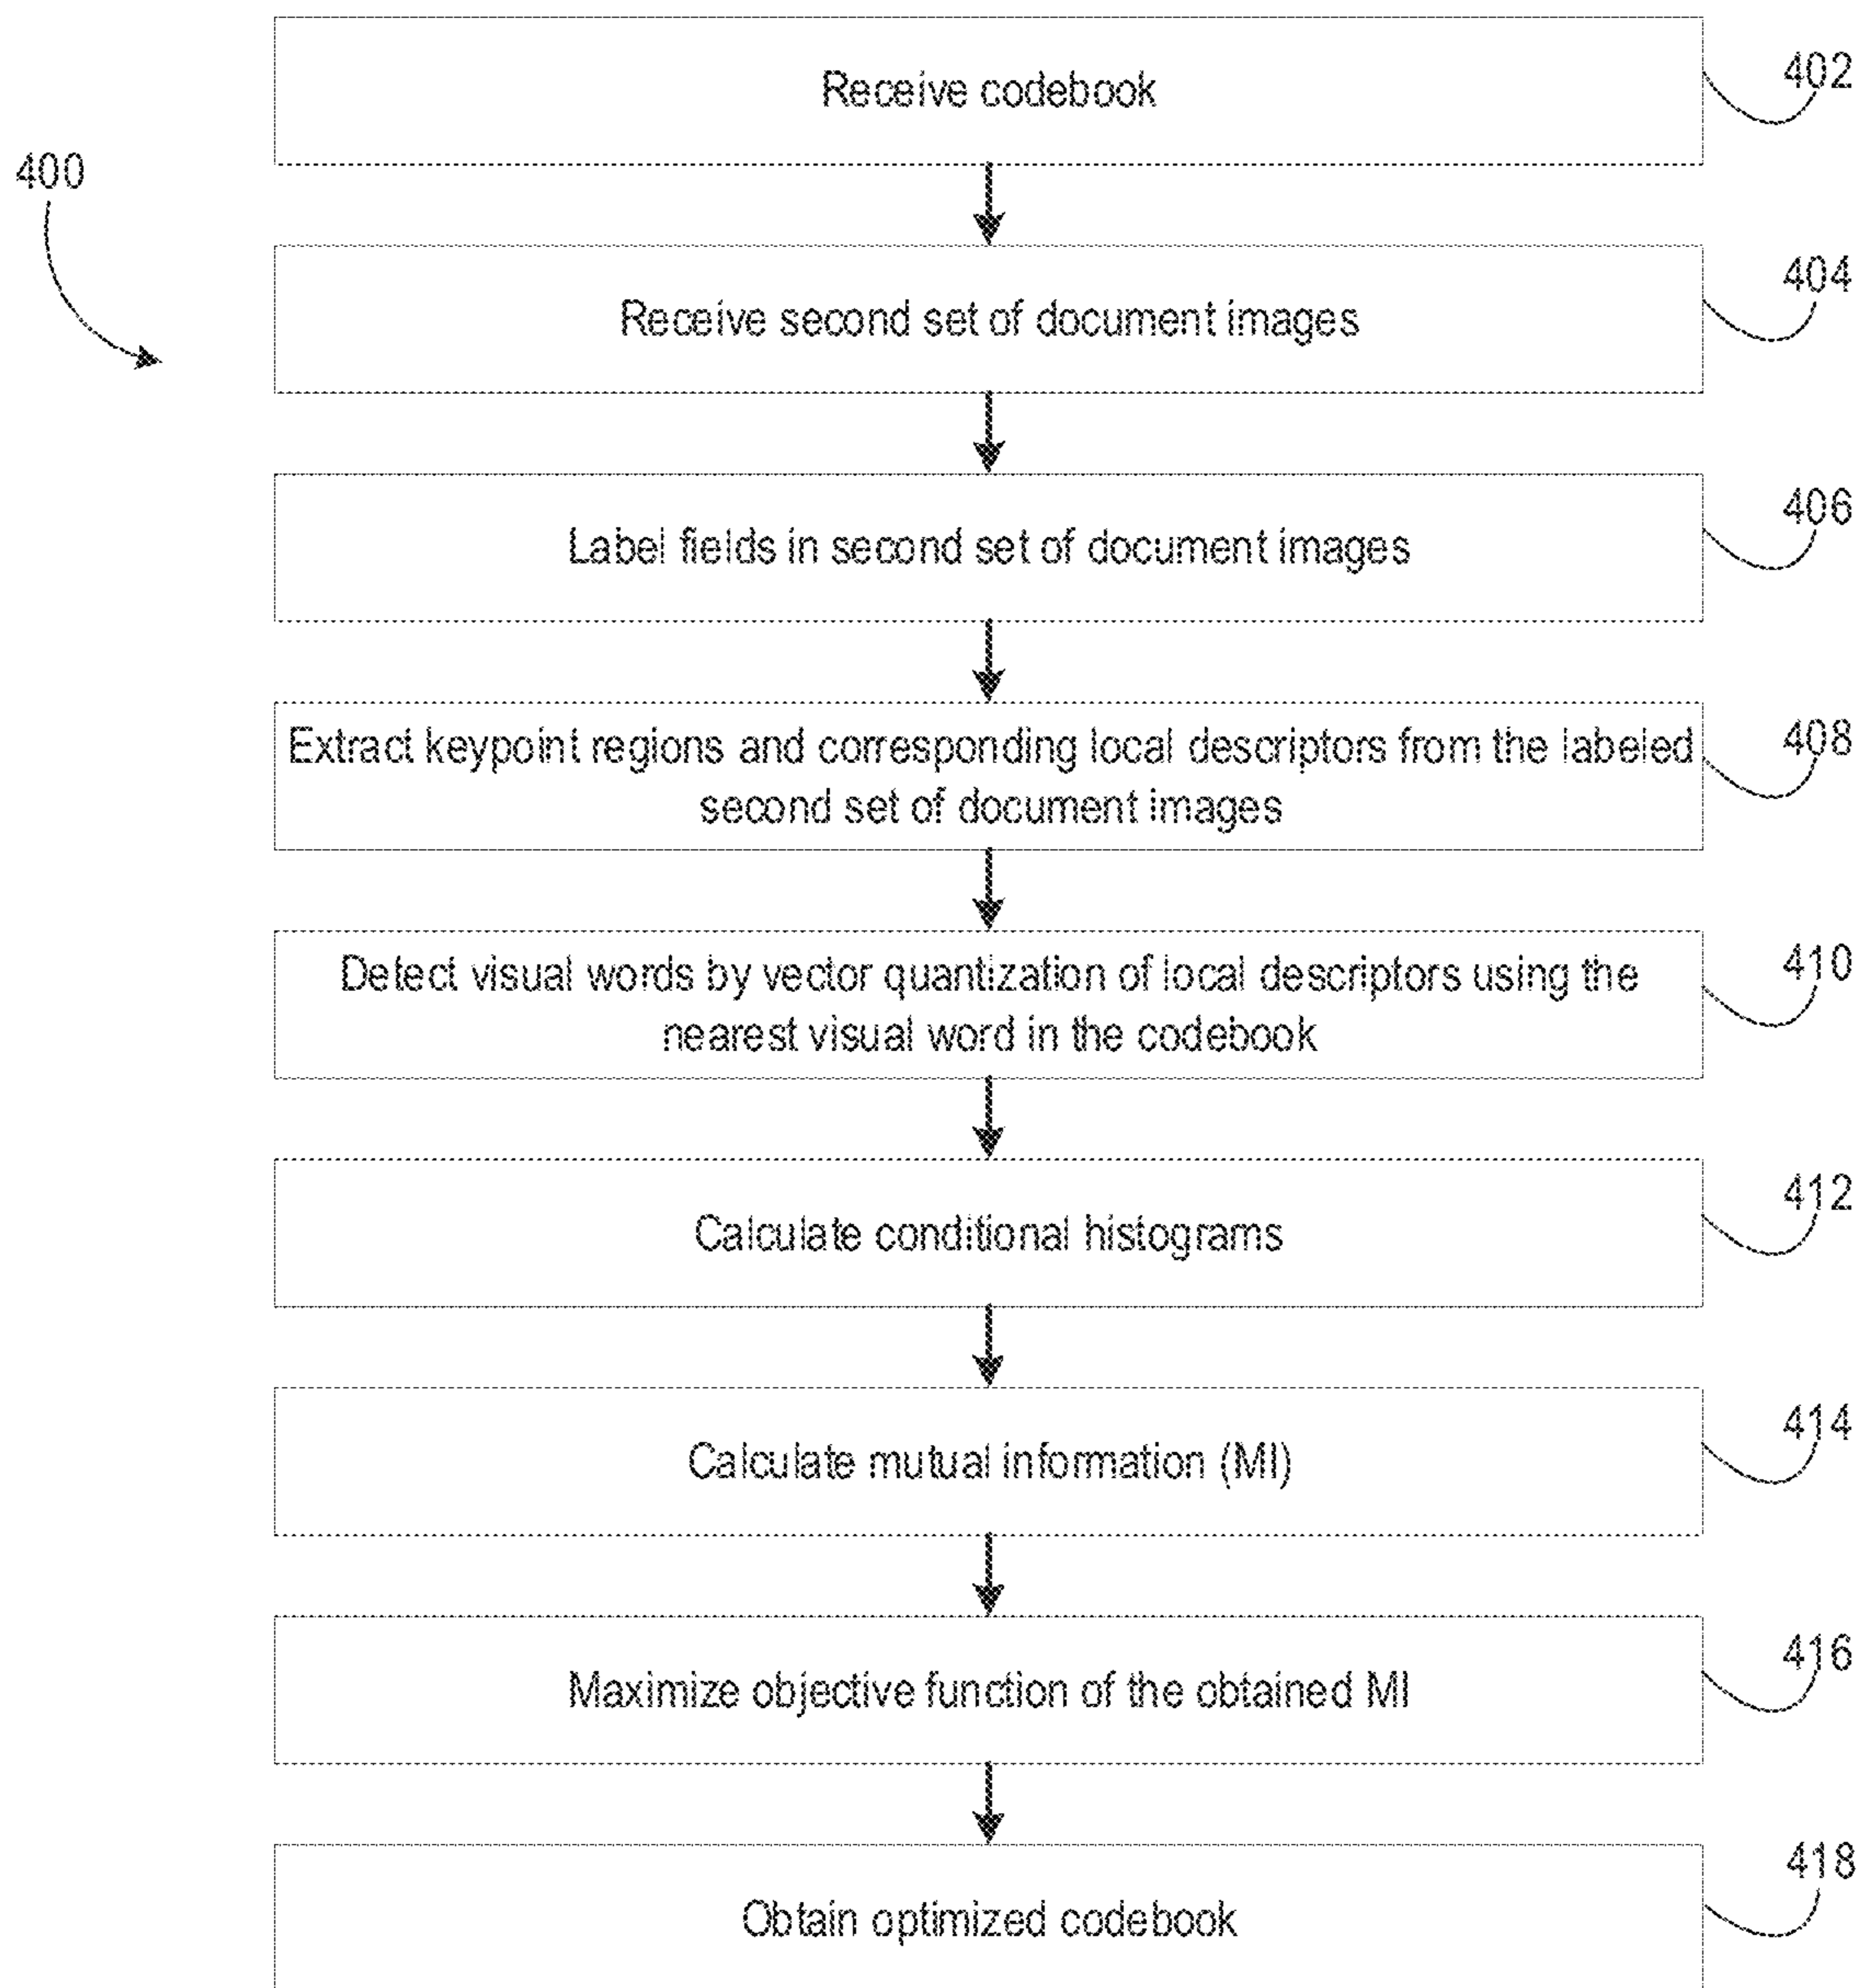 Receive codebook
402
400
Receive second set of document images
404
Label fields in second set of document images
406
Extract keypoint regions and corresponding local descriptors from the labeled
second set of document images
408
Detect visual words by vector quantization of local descriptors using the
nearest visual word in the codebook
410
Calculate conditional histograms
412
Calculate mutual information (MI)
414
Maximize objective function of the obtained MI
416
Obtain optimized codebook
418